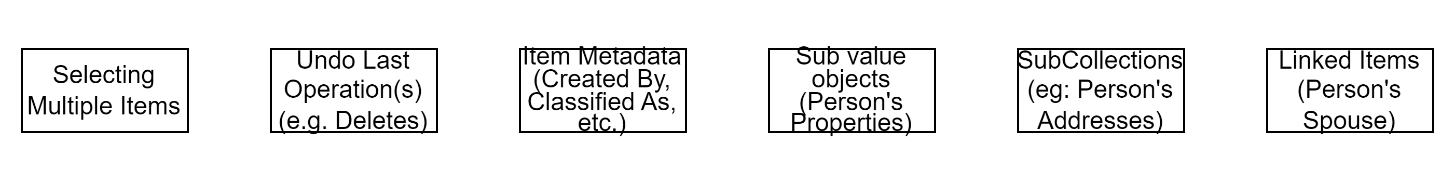 Selecting
Multiple Items
Undo Last
Operation(s)
(e.g. Deletes)
Item Metadata
(Created By,
Classified As,
etc.)
Sub value
objects
(Person's
Properties)
SubCollections
(eg: Person's
Addresses)
Linked Items
(Person's
Spouse)